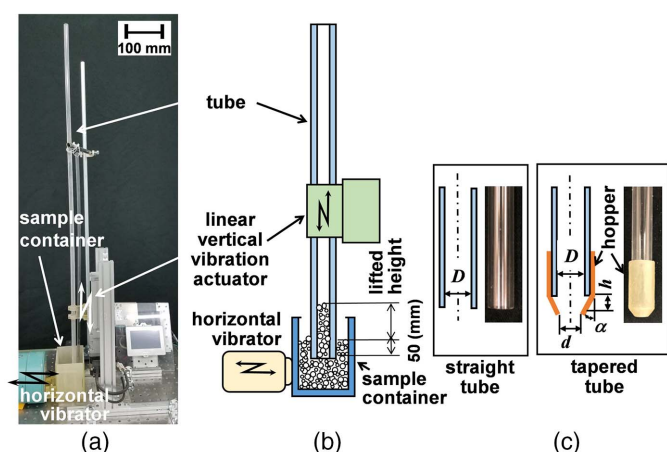 100 mm
sample
container
horizontal
vibrator
(a)
tube
linear
vertical
vibration
actuator
horizontal
vibrator
lifted
height
50 (mm)
sample
container
(b)
D
straight
tube
hopper
D
h
α
d
tapered
tube
(c)